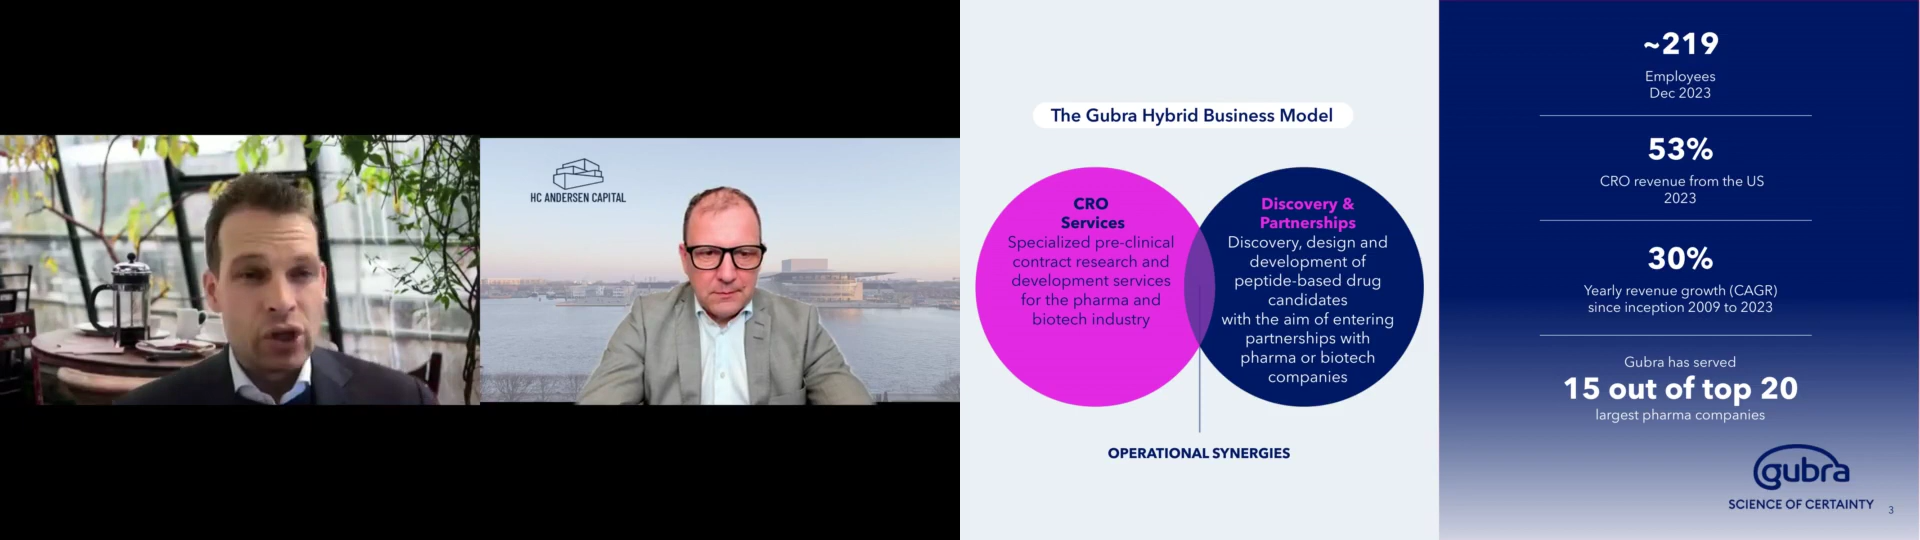 HC ANDERSEN CAPITAL
The Gubra Hybrid Business Model
CRO
Services
Specialized pre-clinical
contract research and
development services
for the pharma and
biotech industry
Discovery &
Partnerships
Discovery, design and
development of
peptide-based drug
candidates
with the aim of entering
partnerships with
pharma or biotech
companies
OPERATIONAL SYNERGIES
~219
Employees
Dec 2023
53%
CRO revenue from the US
2023
30%
Yearly revenue growth (CAGR)
since inception 2009 to 2023
Gubra has served
15 out of top 20
largest pharma companies
gubra
SCIENCE OF CERTAINTY
3